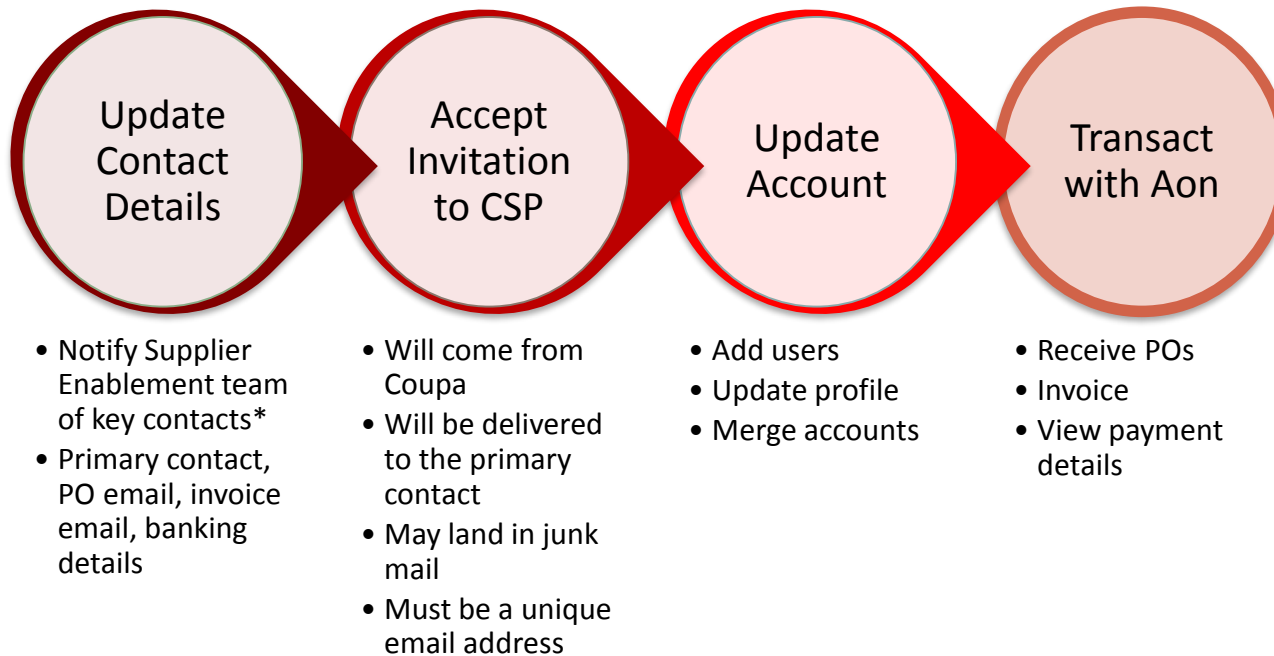 Update
Contact
Details
Accept
Invitation
to CSP
Update
Account
Transact
with Aon
• Notify Supplier
Enablement team
of key contacts*
• Primary contact,
PO email, invoice
email, banking
details
• Will come from
Coupa
• Will be delivered
to the primary
contact
• May land in junk
mail
• Must be a unique
email address
• Add users
• Update profile
• Merge accounts
• Receive POs
• Invoice
• View payment
details